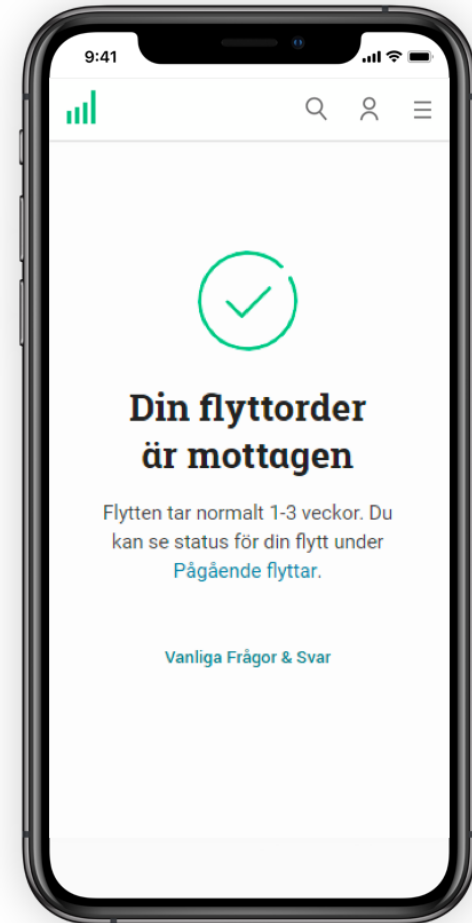 9:41
Din flyttorder
är mottagen
Flytten tar normalt 1-3 veckor. Du
kan se status för din flytt under
Pågående flyttar.
Vanliga Frågor & Svar